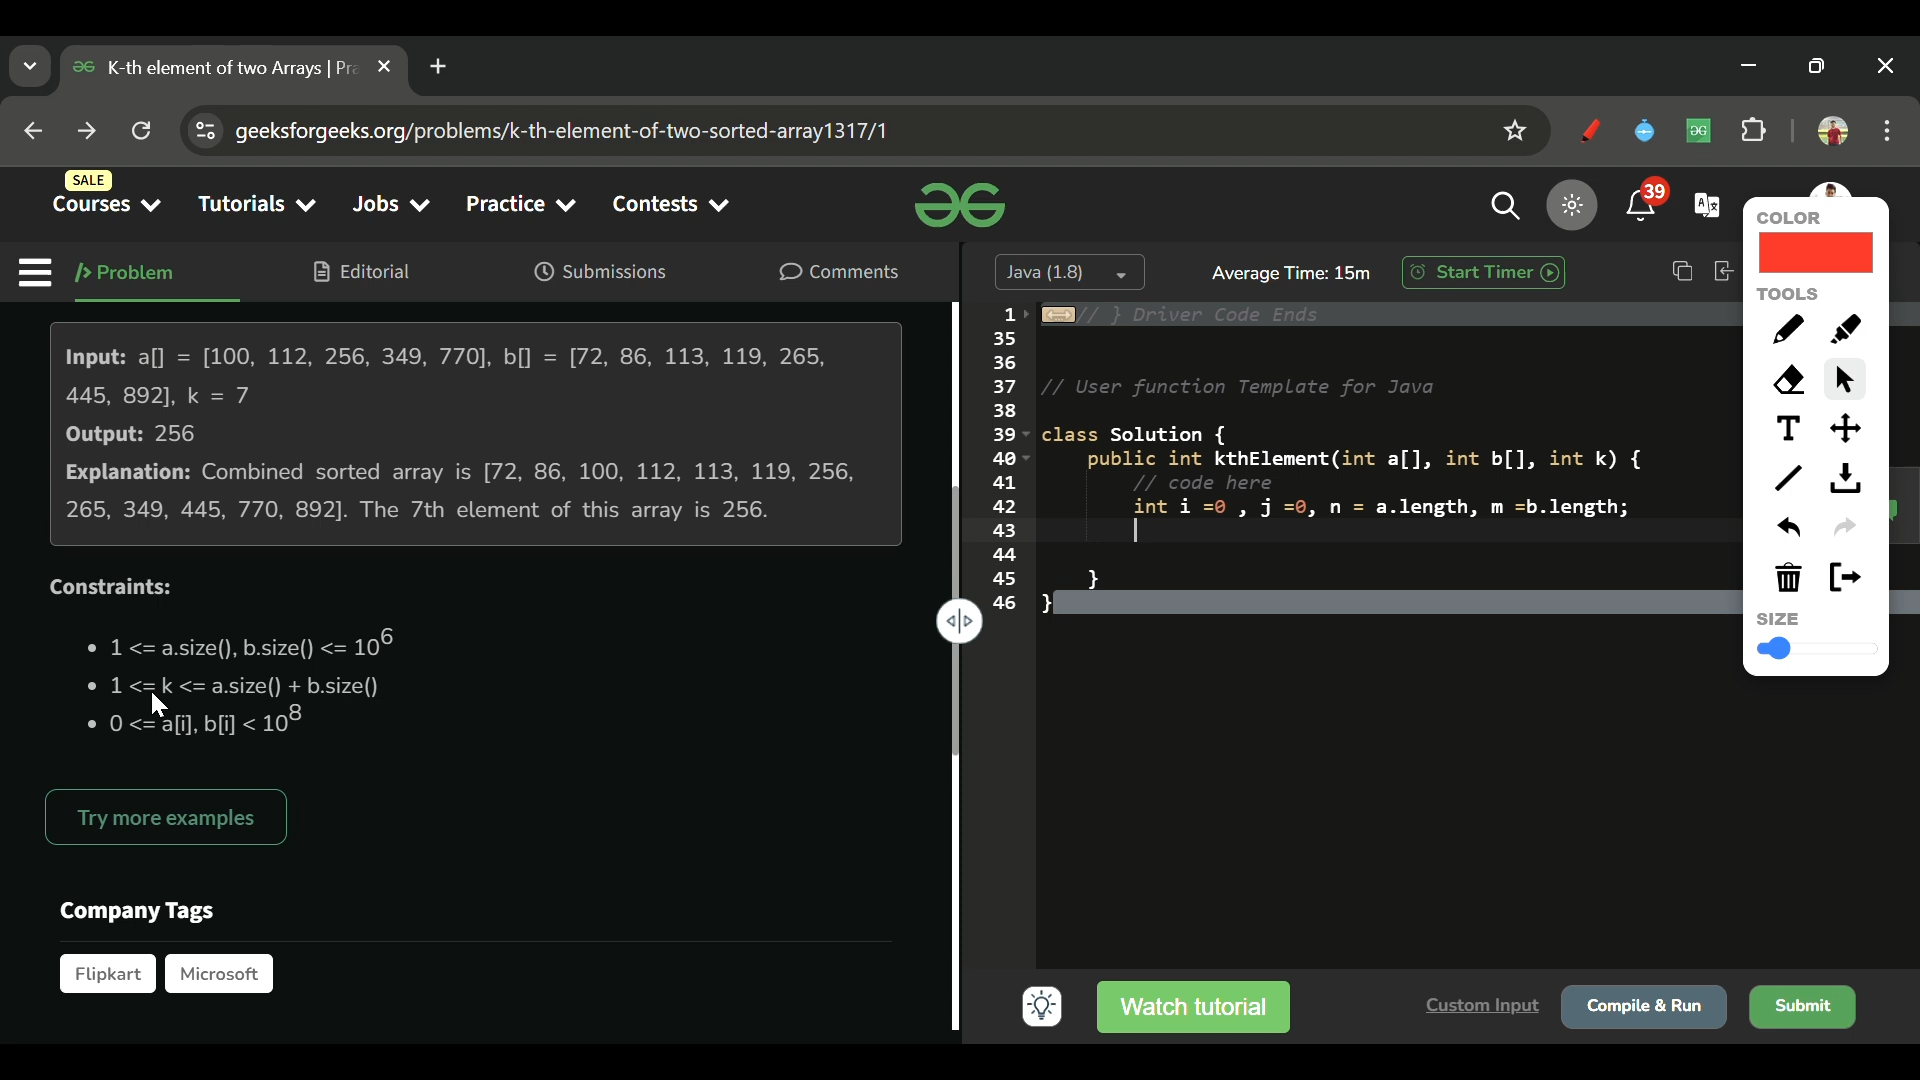 K-th element of two Arrays | Pra
geeksforgeeks.org/problems/k-th-element-of-two-sorted-array1317/1
SALE
Courses
Tutorials
Jobs
Practice
Contests
39
Problem
Editorial
Submissions
Comments
Java (1.8)
Average Time: 15m
Start Timer
Input: a[] = [100, 112, 256, 349, 770], b[] = [72, 86, 113, 119, 265,
445, 892], k = 7
Output: 256
Explanation: Combined sorted array is [72, 86, 100, 112, 113, 119, 256,
265, 349, 445, 770, 892]. The 7th element of this array is 256.
Constraints:
• 1 <= a.size(), b.size() <= 10^6
• 1 <= k <= a.size() + b.size()
• 0 <= a[i], b[i] < 10^8
Try more examples
Company Tags
Flipkart
Microsoft
1 // } Driver Code Ends
35
36
37 // User function Template for Java
38
39 class Solution {
40 public int kthElement(int a[], int b[], int k) {
41 // code here
42 int i =0 , j =0, n = a.length, m =b.length;
43
44
45 }
46 }
Watch tutorial
Custom Input
Compile & Run
Submit
COLOR
TOOLS
T
SIZE